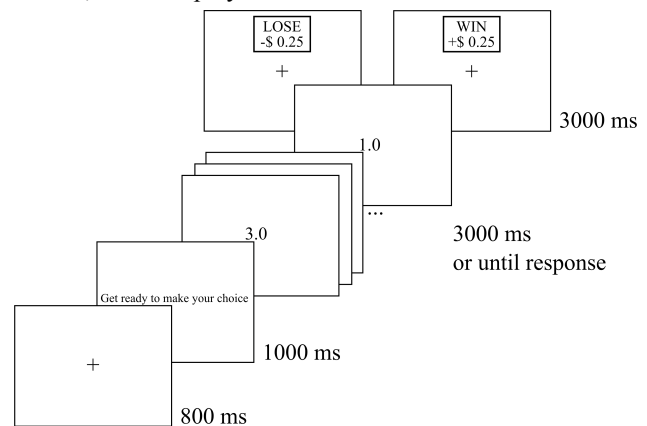 LOSE
-$ 0.25
+
WIN
+$ 0.25
+
3000 ms
1.0
...
3000 ms
or until response
3.0
Get ready to make your choice
1000 ms
+
800 ms